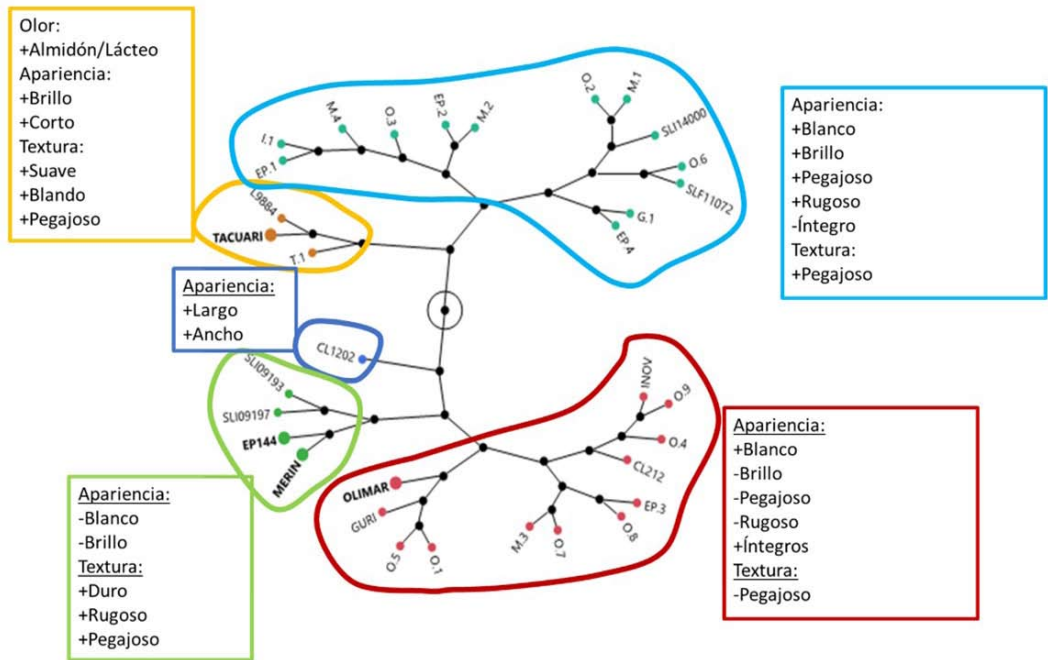 Olor:
+Almidón/Lácteo
Apariencia:
+Brillo
+Corto
Textura:
+Suave
+Blando
+Pegajoso
I.1
EP.1
M.4
O.3
EP.2
M.2
O.2
M.1
SLI14000
O.6
SLF11072
G.1
EP.4
Apariencia:
+Blanco
+Brillo
+Pegajoso
+Rugoso
-Íntegro
Textura:
+Pegajoso
L9884
TACUARI
T.1
Apariencia:
+Largo
+Ancho
CL1202
SLI09193
SLI09197
EP144
MERIN
Apariencia:
-Blanco
-Brillo
Textura:
+Duro
+Rugoso
+Pegajoso
OLIMAR
GURI
O.5
O.1
M.3
O.7
O.8
EP.3
CL212
O.4
O.9
INOV
Apariencia:
+Blanco
-Brillo
-Pegajoso
-Rugoso
+Íntegros
Textura:
-Pegajoso